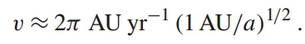 υ ≈ 2π AU yr⁻¹ (1 AU/a)^{1/2} .